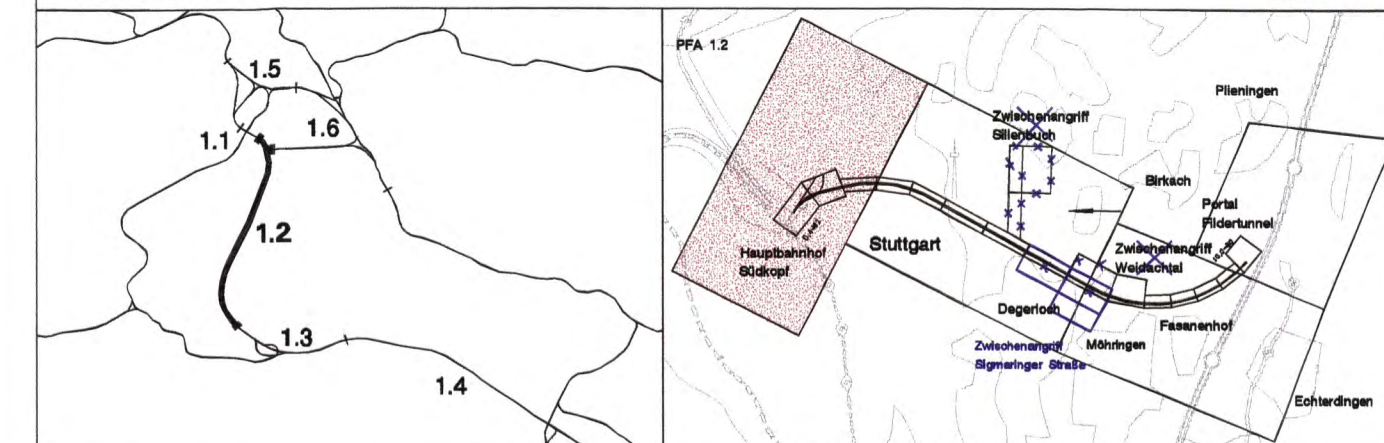 1.5
1.1
1.6
1.2
1.3
1.4
PFA 1.2
Plieningen
Zwischenangriff
Sillenbuch
Birkach
Portal
Fildertunnel
Zwischenangriff
Weidachtal
Hauptbahnhof
Südkopf
Stuttgart
Degerloch
Fasanenhof
Möhringen
Zwischenangriff
Sigmaringer Straße
Echterdingen